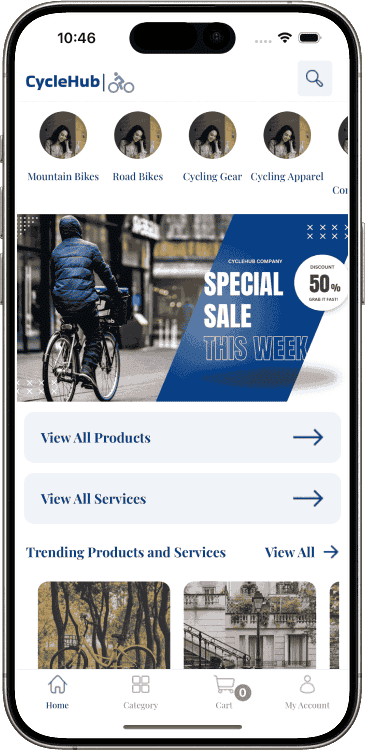 10:46
CycleHub
Mountain Bikes
Road Bikes
Cycling Gear
Cycling Apparel
CYCLEHUB COMPANY
SPECIAL
SALE
THIS WEEK
DISCOUNT
50%
GRAB IT FAST!
View All Products
View All Services
Trending Products and Services
View All
0
Home
Category
Cart
My Account